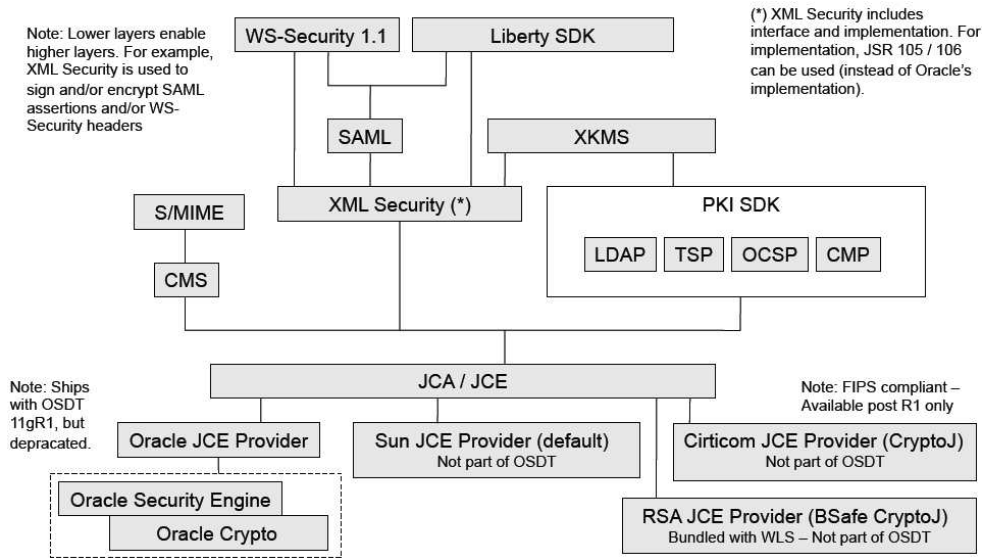 Note: Lower layers enable
higher layers. For example,
XML Security is used to
sign and/or encrypt SAML
assertions and/or WS-
Security headers
WS-Security 1.1
Liberty SDK
(*) XML Security includes
interface and implementation. For
implementation, JSR 105 / 106
can be used (instead of Oracle's
implementation).
SAML
XKMS
S/MIME
XML Security (*)
PKI SDK
LDAP
TSP
OCSP
CMP
CMS
JCA / JCE
Note: Ships
with OSDT
11gR1, but
depracated.
Note: FIPS compliant –
Available post R1 only
Oracle JCE Provider
Sun JCE Provider (default)
Not part of OSDT
Cirticom JCE Provider (CryptoJ)
Not part of OSDT
Oracle Security Engine
Oracle Crypto
RSA JCE Provider (BSafe CryptoJ)
Bundled with WLS – Not part of OSDT